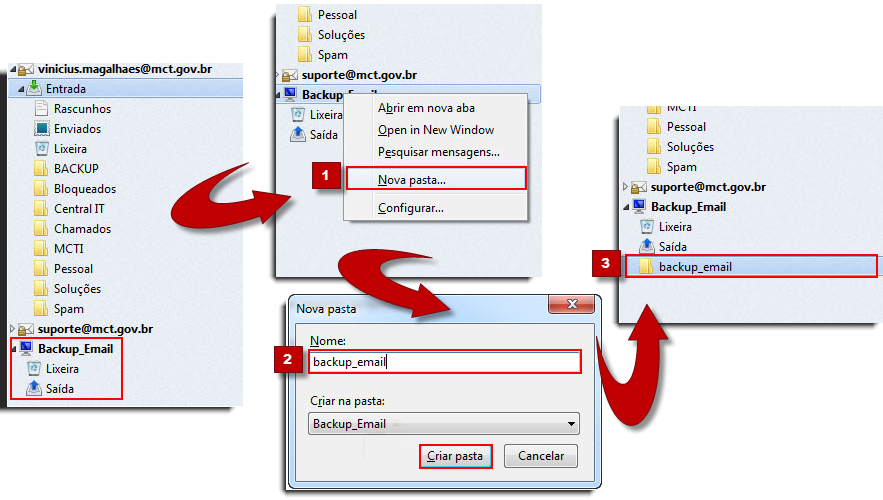 vinicius.magalhaes@mct.gov.br
Entrada
Rascunhos
Enviados
Lixeira
BACKUP
Bloqueados
Central IT
Chamados
MCTI
Pessoal
Soluções
Spam
suporte@mct.gov.br
Backup_Email
Lixeira
Saída
Pessoal
Soluções
Spam
suporte@mct.gov.br
Backup_Email
Lixeira
Saída
Abrir em nova aba
Open in New Window
Pesquisar mensagens...
1
Nova pasta...
Configurar...
Nova pasta
Nome:
2
backup_email
Criar na pasta:
Backup_Email
Criar pasta
Cancelar
MCTI
Pessoal
Soluções
Spam
suporte@mct.gov.br
Backup_Email
Lixeira
Saída
3
backup_email